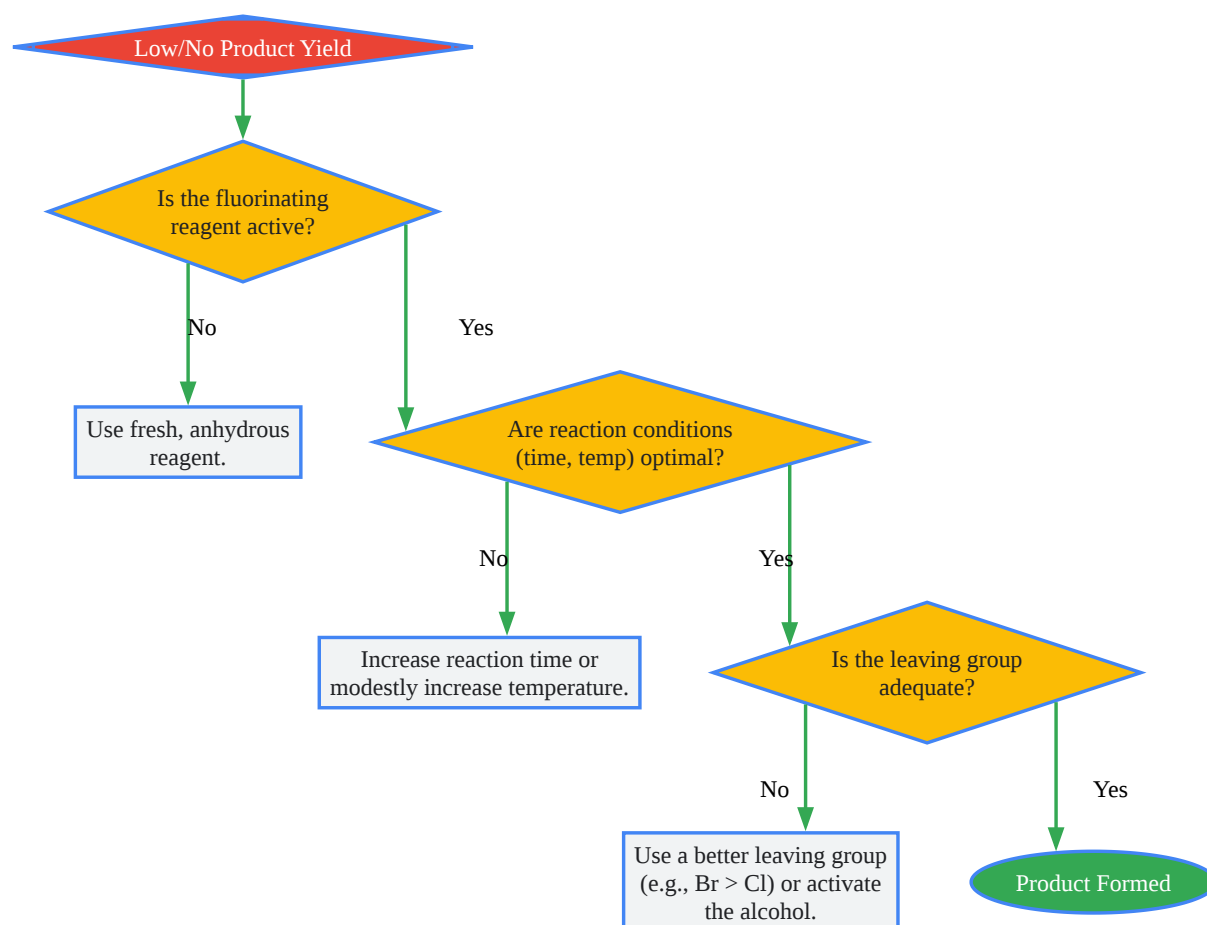 Low/No Product Yield
Is the fluorinating
reagent active?
No
Yes
Use fresh, anhydrous
reagent.
Are reaction conditions
(time, temp) optimal?
No
Yes
Increase reaction time or
modestly increase temperature.
Is the leaving group
adequate?
No
Yes
Use a better leaving group
(e.g., Br > Cl) or activate
the alcohol.
Product Formed